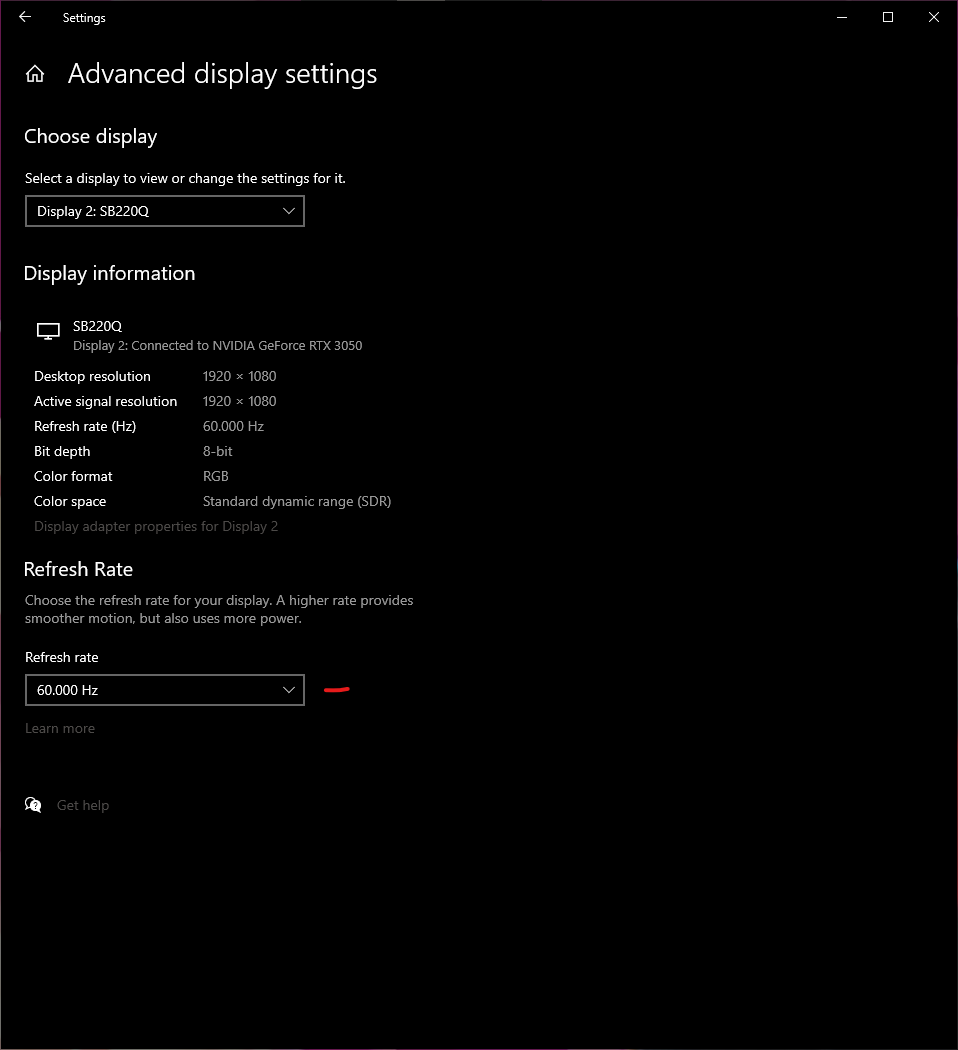 Settings
Advanced display settings
Choose display
Select a display to view or change the settings for it.
Display 2: SB220Q
Display information
SB220Q
Display 2: Connected to NVIDIA GeForce RTX 3050
Desktop resolution 1920 × 1080
Active signal resolution 1920 × 1080
Refresh rate (Hz) 60.000 Hz
Bit depth 8-bit
Color format RGB
Color space Standard dynamic range (SDR)
Display adapter properties for Display 2
Refresh Rate
Choose the refresh rate for your display. A higher rate provides
smoother motion, but also uses more power.
Refresh rate
60.000 Hz
Learn more
Get help